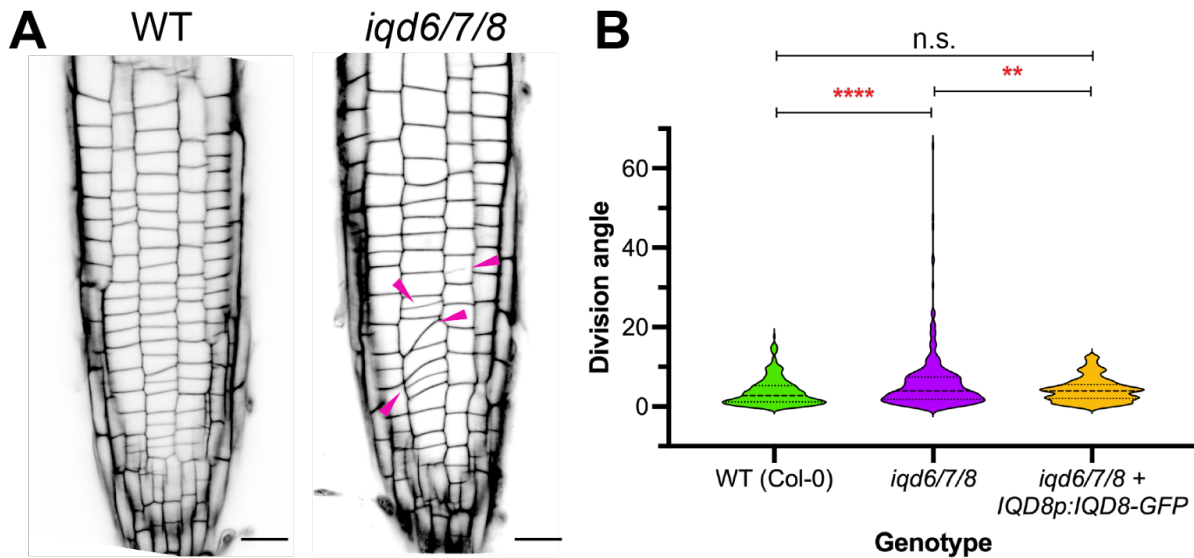 A
WT
iqd6/7/8
B
n.s.
****
**
Division angle
60
40
20
0
WT (Col-0)
iqd6/7/8
iqd6/7/8 +
IQD8p:IQD8-GFP
Genotype